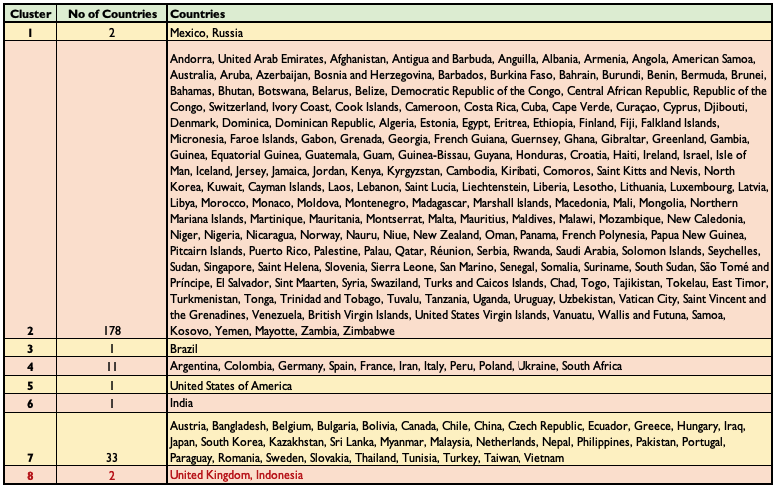 Cluster No of Countries Countries
1 2 Mexico, Russia
Andorra, United Arab Emirates, Afghanistan, Antigua and Barbuda, Anguilla, Albania, Armenia, Angola, American Samoa,
Australia, Aruba, Azerbaijan, Bosnia and Herzegovina, Barbados, Burkina Faso, Bahrain, Burundi, Benin, Bermuda, Brunei,
Bahamas, Bhutan, Botswana, Belarus, Belize, Democratic Republic of the Congo, Central African Republic, Republic of the
Congo, Switzerland, Ivory Coast, Cook Islands, Cameroon, Costa Rica, Cuba, Cape Verde, Curaçao, Cyprus, Djibouti,
Denmark, Dominica, Dominican Republic, Algeria, Estonia, Egypt, Eritrea, Ethiopia, Finland, Fiji, Falkland Islands,
Micronesia, Faroe Islands, Gabon, Grenada, Georgia, French Guiana, Guernsey, Ghana, Gibraltar, Greenland, Gambia,
Guinea, Equatorial Guinea, Guatemala, Guam, Guinea-Bissau, Guyana, Honduras, Croatia, Haiti, Ireland, Israel, Isle of
Man, Iceland, Jersey, Jamaica, Jordan, Kenya, Kyrgyzstan, Cambodia, Kiribati, Comoros, Saint Kitts and Nevis, North
Korea, Kuwait, Cayman Islands, Laos, Lebanon, Saint Lucia, Liechtenstein, Liberia, Lesotho, Lithuania, Luxembourg, Latvia,
Libya, Morocco, Monaco, Moldova, Montenegro, Madagascar, Marshall Islands, Macedonia, Mali, Mongolia, Northern
Mariana Islands, Martinique, Mauritania, Montserrat, Malta, Mauritius, Maldives, Malawi, Mozambique, New Caledonia,
Niger, Nigeria, Nicaragua, Norway, Nauru, Niue, New Zealand, Oman, Panama, French Polynesia, Papua New Guinea,
Pitcairn Islands, Puerto Rico, Palestine, Palau, Qatar, Réunion, Serbia, Rwanda, Saudi Arabia, Solomon Islands, Seychelles,
Sudan, Singapore, Saint Helena, Slovenia, Sierra Leone, San Marino, Senegal, Somalia, Suriname, South Sudan, São Tomé and
Príncipe, El Salvador, Sint Maarten, Syria, Swaziland, Turks and Caicos Islands, Chad, Togo, Tajikistan, Tokelau, East Timor,
Turkmenistan, Tonga, Trinidad and Tobago, Tuvalu, Tanzania, Uganda, Uruguay, Uzbekistan, Vatican City, Saint Vincent and
the Grenadines, Venezuela, British Virgin Islands, United States Virgin Islands, Vanuatu, Wallis and Futuna, Samoa,
2 178 Kosovo, Yemen, Mayotte, Zambia, Zimbabwe
3 1 Brazil
4 11 Argentina, Colombia, Germany, Spain, France, Iran, Italy, Peru, Poland, Ukraine, South Africa
5 1 United States of America
6 1 India
Austria, Bangladesh, Belgium, Bulgaria, Bolivia, Canada, Chile, China, Czech Republic, Ecuador, Greece, Hungary, Iraq,
Japan, South Korea, Kazakhstan, Sri Lanka, Myanmar, Malaysia, Netherlands, Nepal, Philippines, Pakistan, Portugal,
7 33 Paraguay, Romania, Sweden, Slovakia, Thailand, Tunisia, Turkey, Taiwan, Vietnam
8 2 United Kingdom, Indonesia